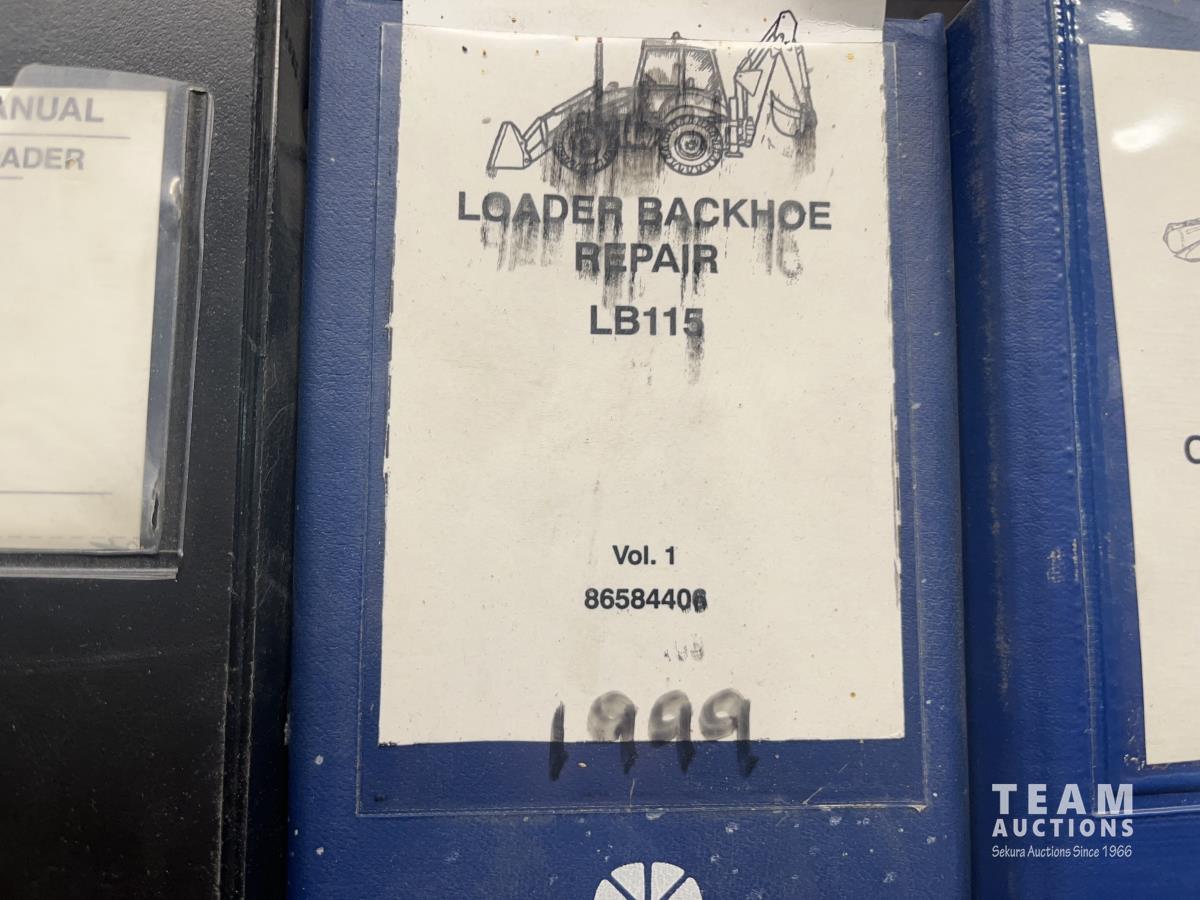 ANUAL
ADER
LOADER BACKHOE
REPAIR
LB115
Vol. 1
86584406
1999
C
TEAM
AUCTIONS
Sekura Auctions Since 1966